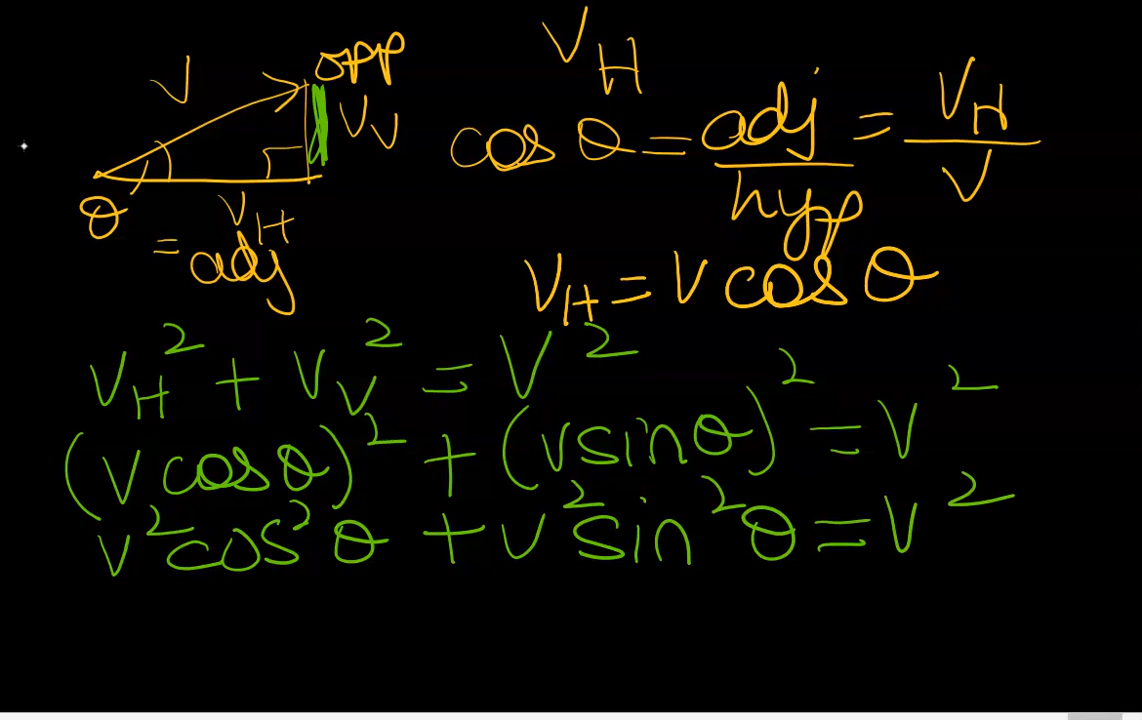 V
opp
V_V
θ
V_H
= adj
V_H
cos θ = adj/hyp = V_H/V
V_H = V cos θ
V_H² + V_V² = V²
(V cos θ)² + (V sin θ)² = V²
V² cos² θ + V² sin² θ = V²